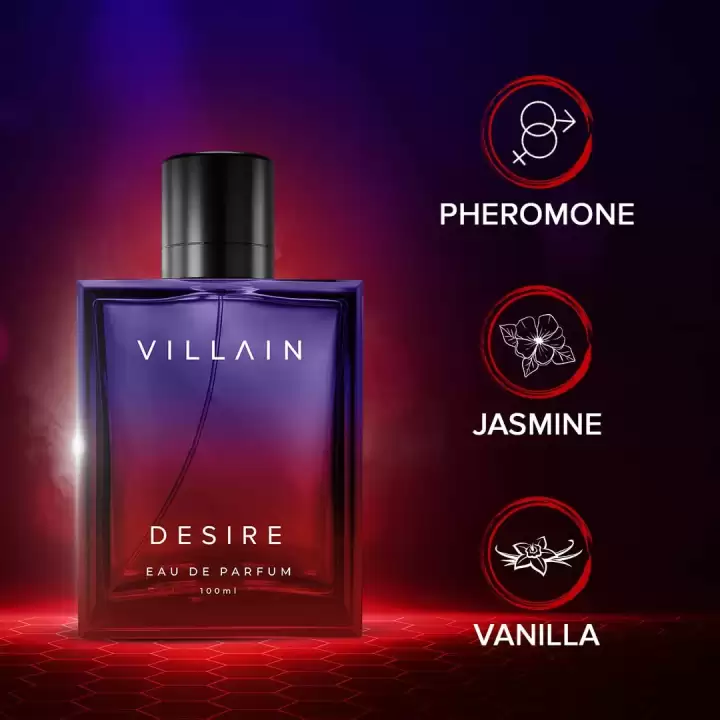 VILLAIN
DESIRE
EAU DE PARFUM
100ml
PHEROMONE
JASMINE
VANILLA